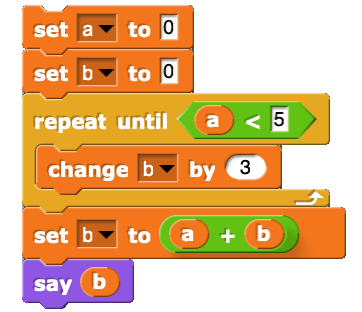 set a to 0
set b to 0
repeat until a < 5
change b by 3
set b to a + b
say b